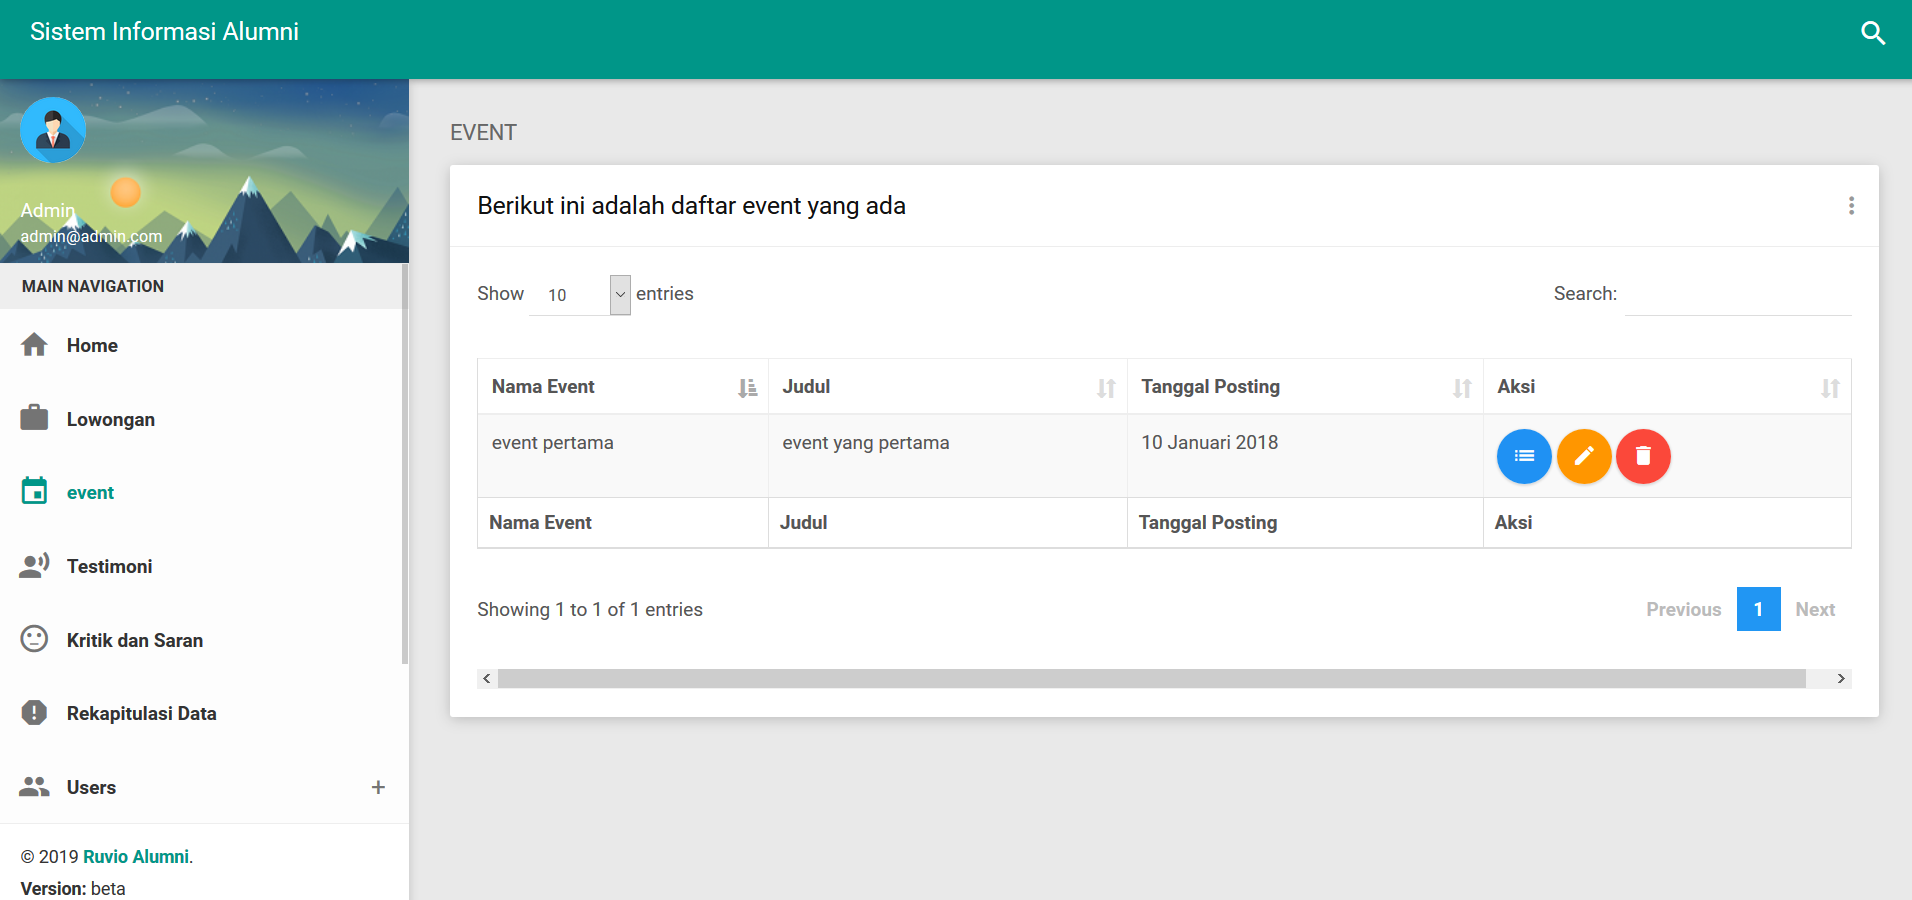 Sistem Informasi Alumni
Admin
admin@admin.com
MAIN NAVIGATION
Home
Lowongan
event
Testimoni
Kritik dan Saran
Rekapitulasi Data
Users +
© 2019 Ruvio Alumni.
Version: beta
EVENT
Berikut ini adalah daftar event yang ada
Show 10 entries Search:
Nama Event Judul Tanggal Posting Aksi
event pertama event yang pertama 10 Januari 2018
Nama Event Judul Tanggal Posting Aksi
Showing 1 to 1 of 1 entries Previous 1 Next